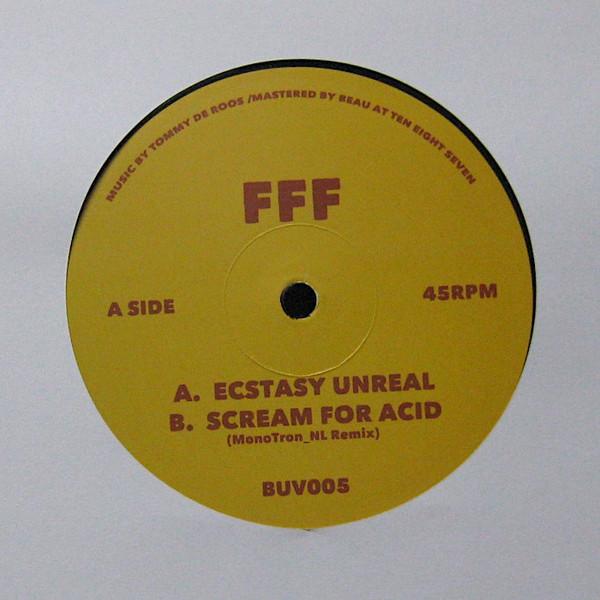 MUSIC BY TOMMY DE ROOS /MASTERED BY BEAU AT TEN EIGHT SEVEN
FFF
A SIDE
45RPM
A. ECSTASY UNREAL
B. SCREAM FOR ACID
(MonoTron_NL Remix)
BUV005